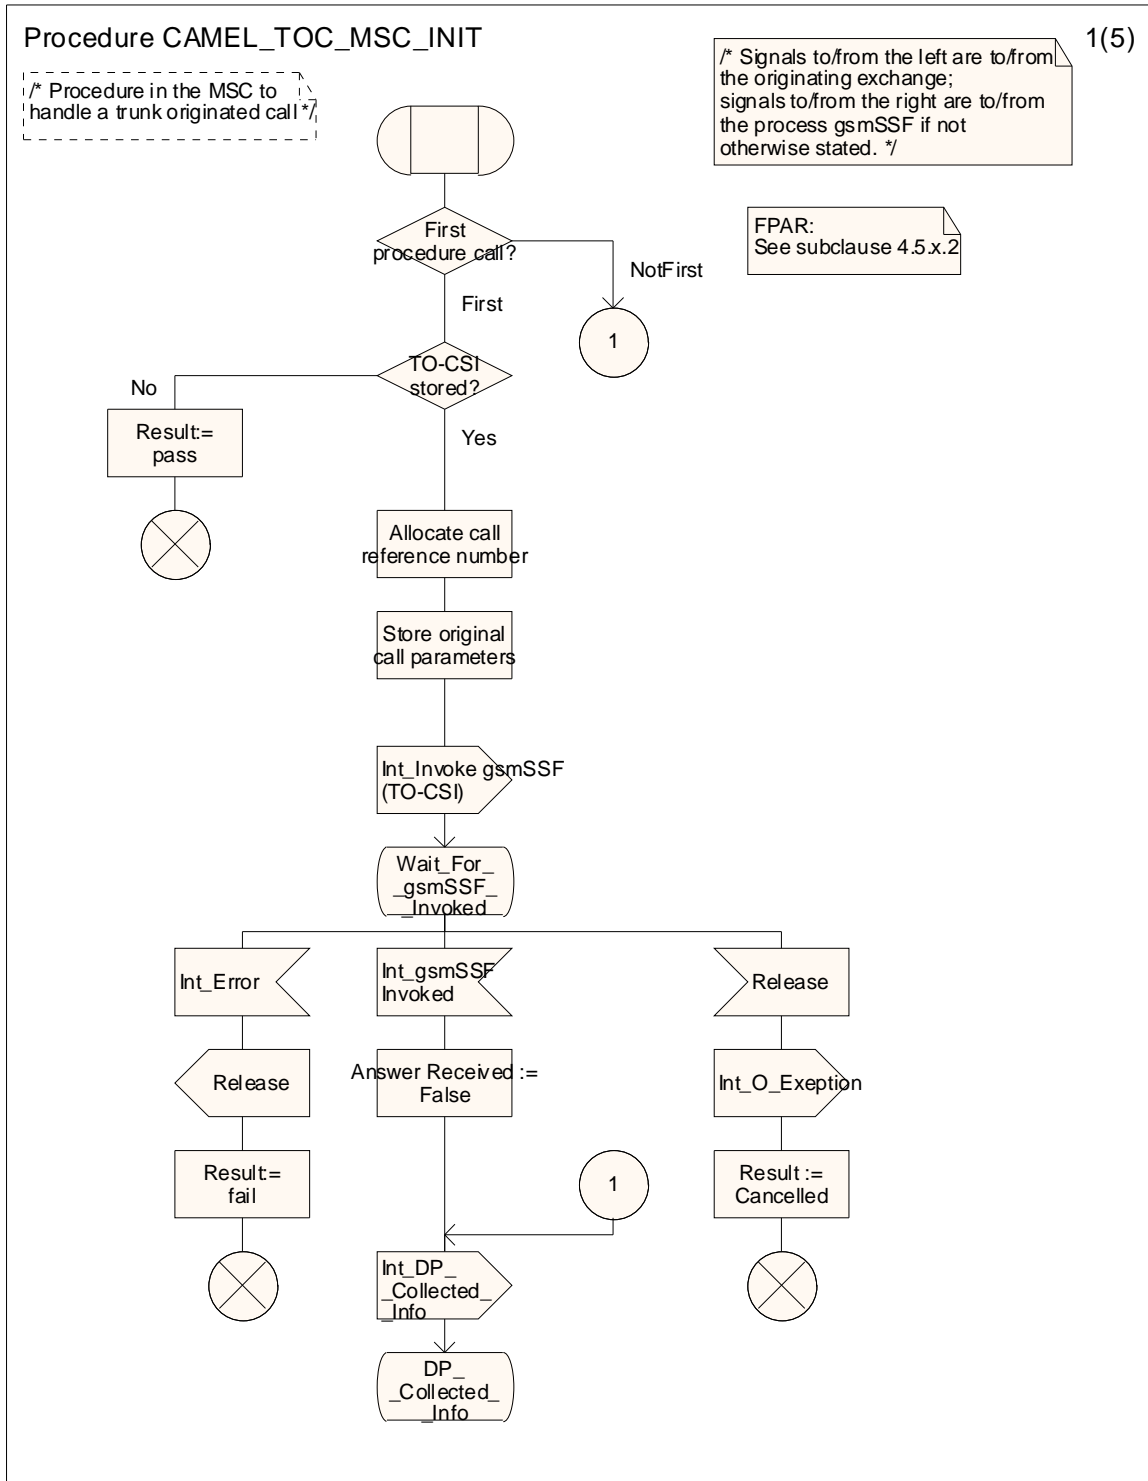 Procedure CAMEL_TOC_MSC_INIT
1(5)
/* Procedure in the MSC to
handle a trunk originated call */
/* Signals to/from the left are to/from
the originating exchange;
signals to/from the right are to/from
the process gsmSSF if not
otherwise stated. */
First
procedure call?
FPAR:
See subclause 4.5.x.2
NotFirst
First
1
TO-CSI
stored?
No
Yes
Result:=
pass
Allocate call
reference number
Store original
call parameters
Int_Invoke gsmSSF
(TO-CSI)
Wait_For_
_gsmSSF_
_Invoked
Int_Error
Int_gsmSSF
Invoked
Release
Release
Answer Received :=
False
Int_O_Exeption
Result:=
fail
1
Result :=
Cancelled
Int_DP_
_Collected_
_Info
DP_
_Collected_
_Info